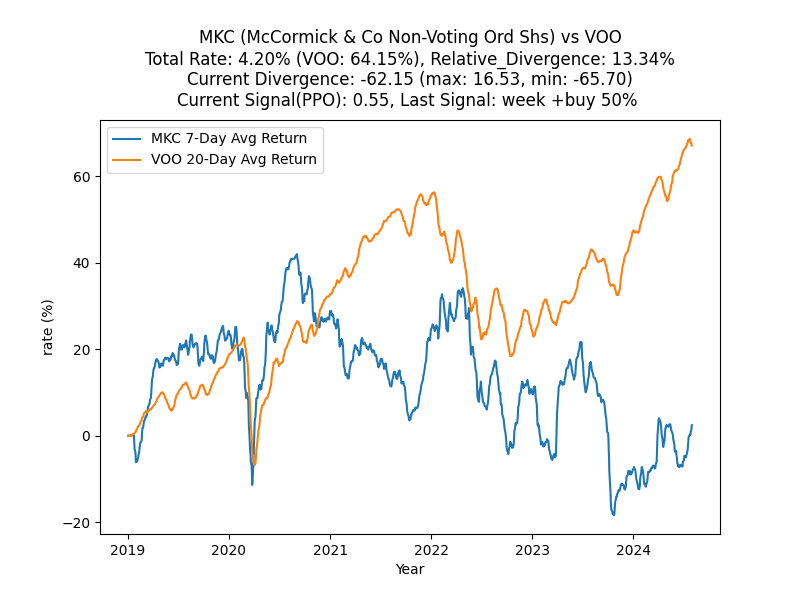 MKC (McCormick & Co Non-Voting Ord Shs) vs VOO
Total Rate: 4.20% (VOO: 64.15%), Relative_Divergence: 13.34%
Current Divergence: -62.15 (max: 16.53, min: -65.70)
Current Signal(PPO): 0.55, Last Signal: week +buy 50%
MKC 7-Day Avg Return
VOO 20-Day Avg Return
rate (%)
60
40
20
0
−20
2019 2020 2021 2022 2023 2024
Year